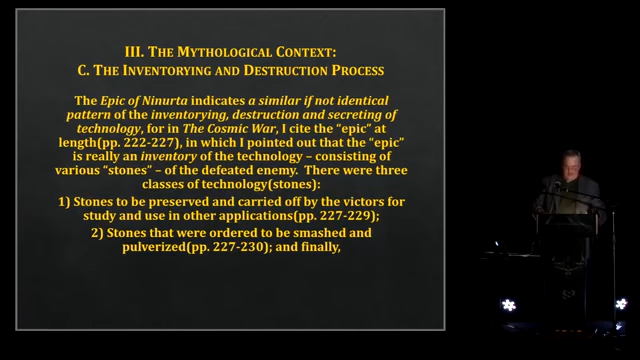 III. THE MYTHOLOGICAL CONTEXT:
C. THE INVENTORYING AND DESTRUCTION PROCESS
The Epic of Ninurta indicates a similar if not identical
pattern of the inventorying, destruction and secreting of
technology, for in The Cosmic War, I cite the “epic” at
length(pp. 222-227), in which I pointed out that the “epic”
is really an inventory of the technology – consisting of
various “stones” – of the defeated enemy. There were three
classes of technology(stones):
1) Stones to be preserved and carried off by the victors for
study and use in other applications(pp. 227-229);
2) Stones that were ordered to be smashed and
pulverized(pp. 227-230); and finally,